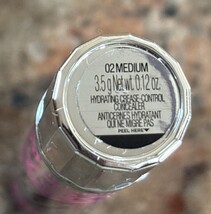 02 MEDIUM
3.5 g Net wt. 0.12 oz.
HYDRATING CREASE-CONTROL
CONCEALER
ANTICERNES HYDRATANT
QUI NE MIGRE PAS
PEEL HERE